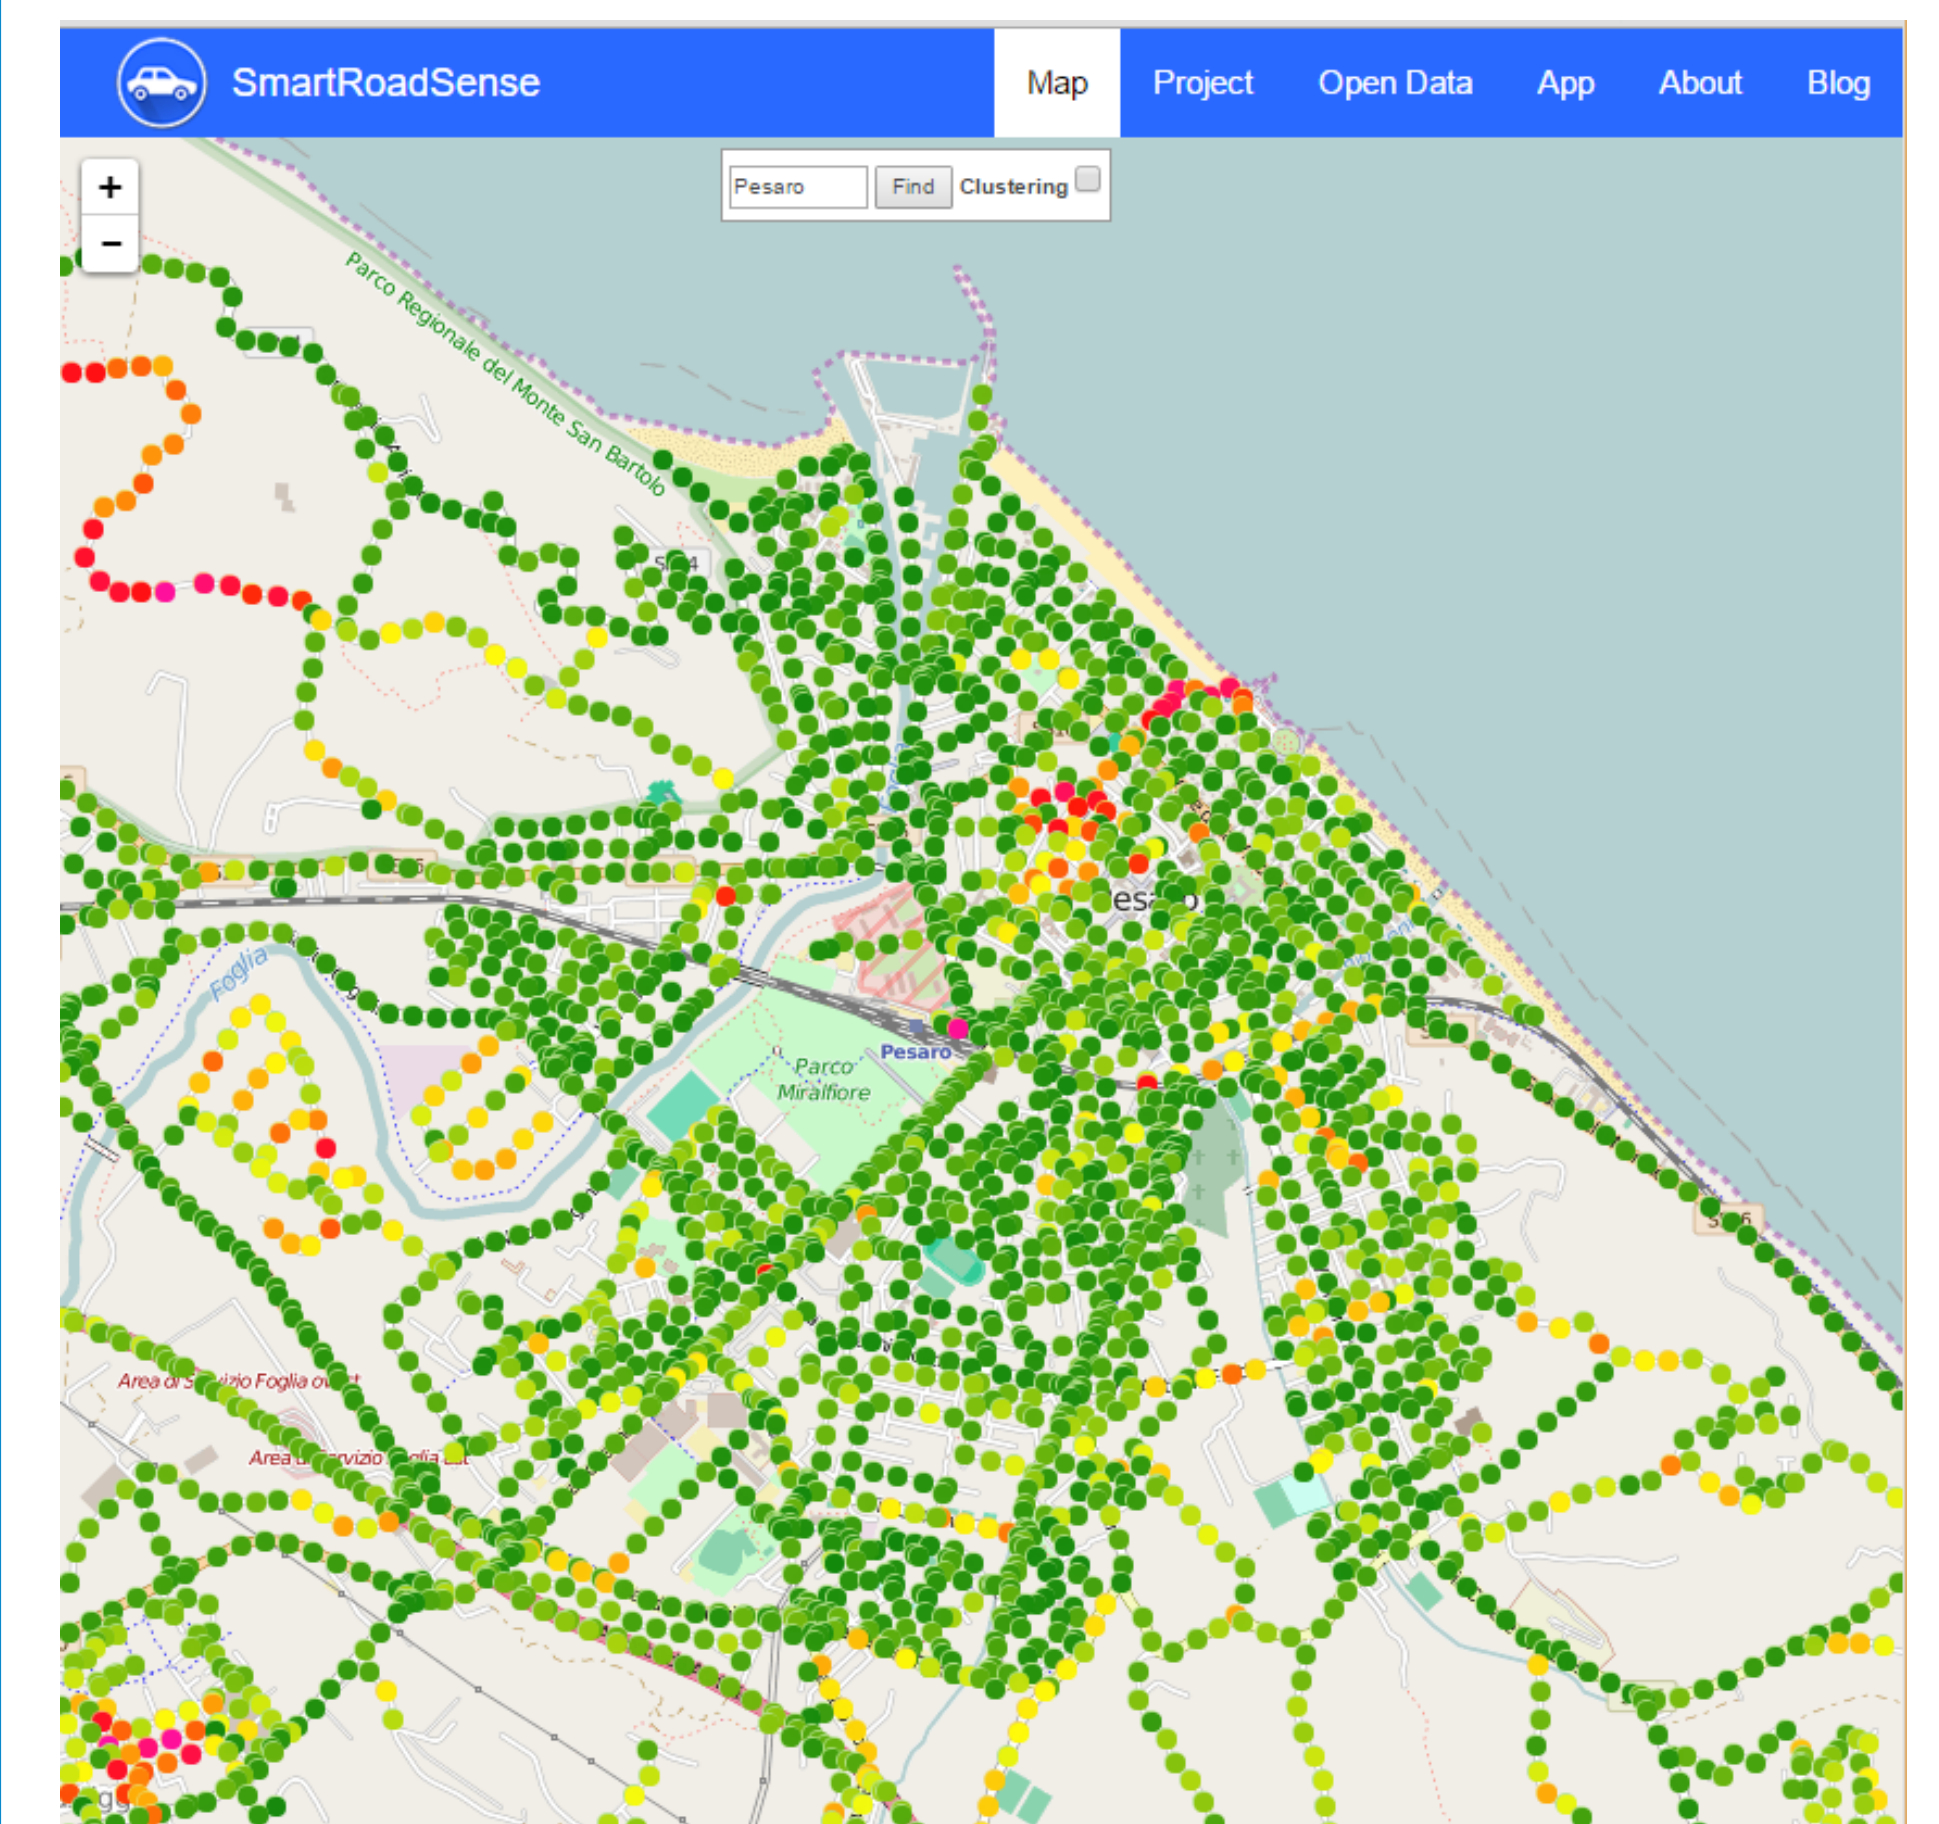 SmartRoadSense
Map Project Open Data App About Blog
+
−
Pesaro Find Clustering
Parco Regionale del Monte San Bartolo
Foglia
Pesaro
Parco
Miralfiore